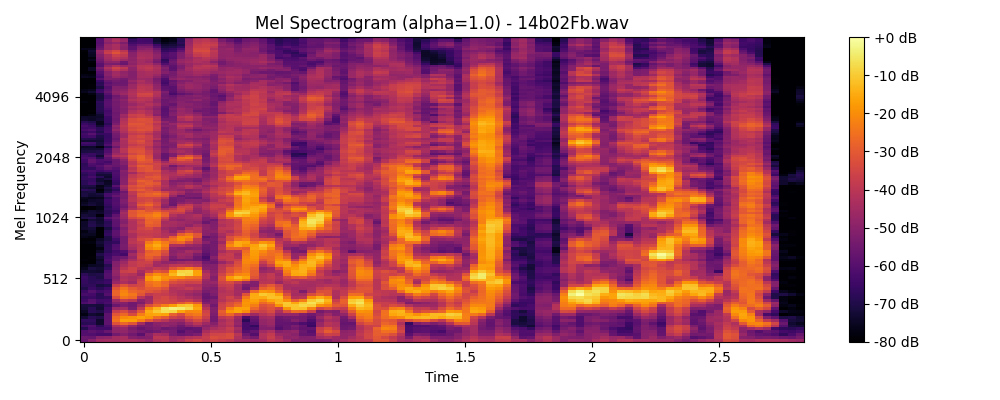 Mel Spectrogram (alpha=1.0) - 14b02Fb.wav
Mel Frequency
4096
2048
1024
512
0
0
0.5
1
1.5
2
2.5
Time
+0 dB
-10 dB
-20 dB
-30 dB
-40 dB
-50 dB
-60 dB
-70 dB
-80 dB